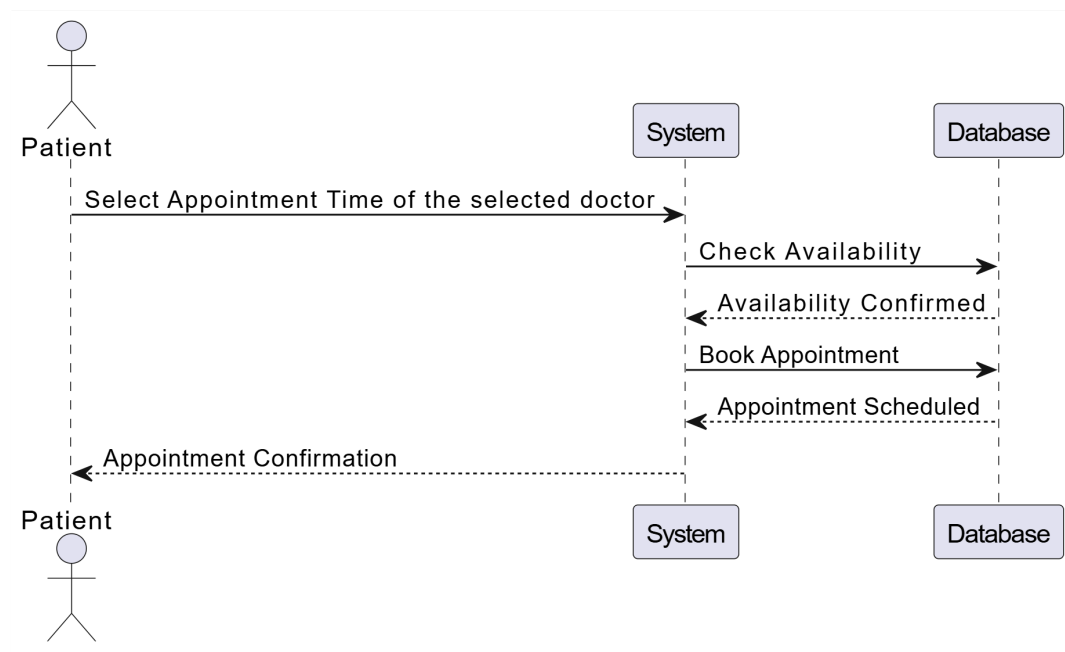 Patient
System
Database
Select Appointment Time of the selected doctor
Check Availability
Availability Confirmed
Book Appointment
Appointment Scheduled
Appointment Confirmation
Patient
System
Database